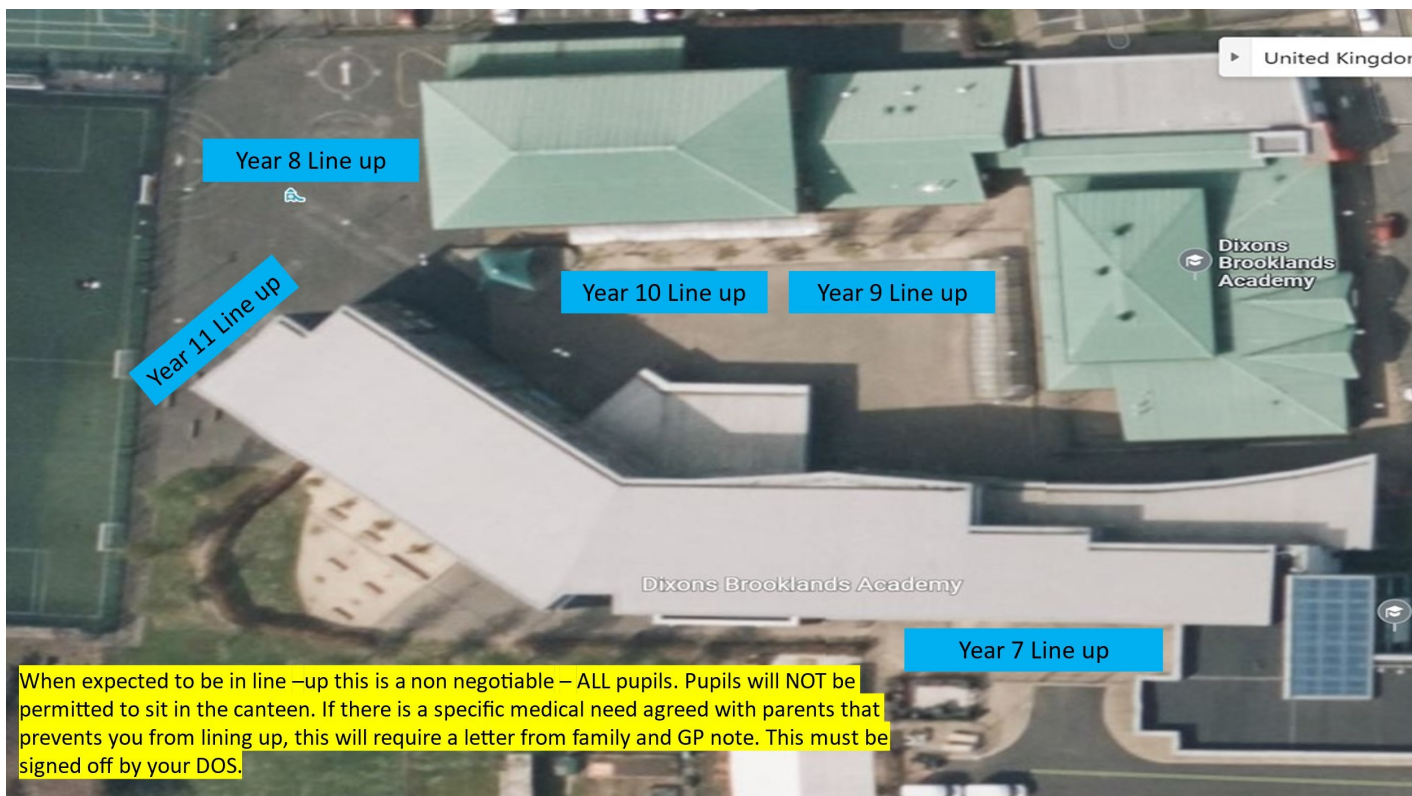 1
United Kingdor
Year 8 Line up
Dixons
Brooklands
Academy
Year 10 Line up
Year 9 Line up
Year 11 Line up
Dixons Brooklands Academy
Year 7 Line up
When expected to be in line –up this is a non negotiable – ALL pupils. Pupils will NOT be
permitted to sit in the canteen. If there is a specific medical need agreed with parents that
prevents you from lining up, this will require a letter from family and GP note. This must be
signed off by your DOS.